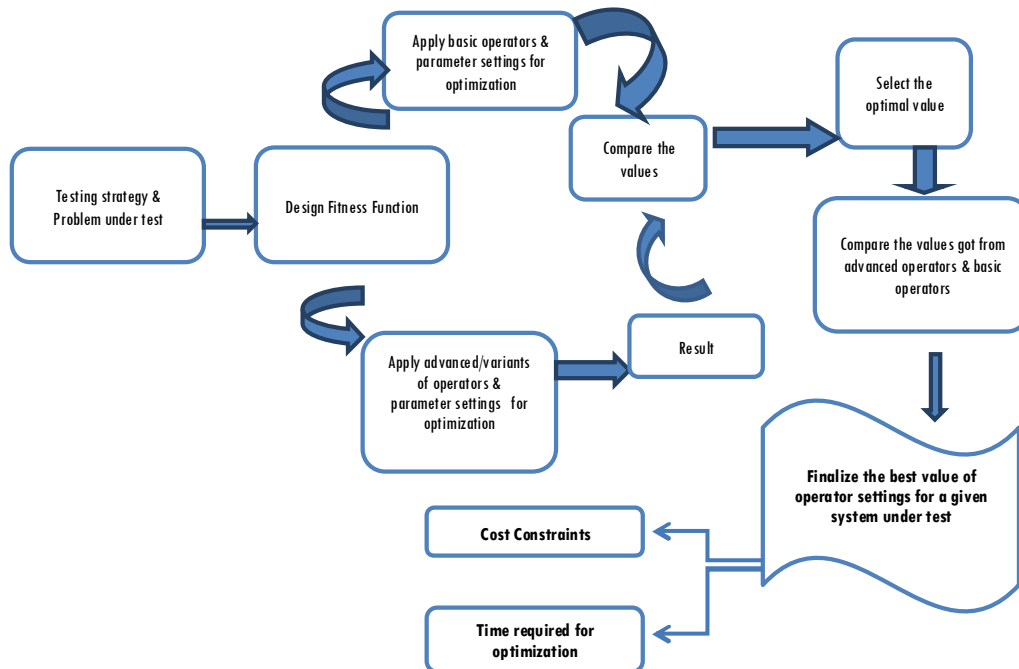 Testing strategy &
Problem under test
Design Fitness Function
Apply basic operators &
parameter settings for
optimization
Compare the
values
Select the
optimal value
Compare the values got from
advanced operators & basic
operators
Apply advanced/variants
of operators &
parameter settings for
optimization
Result
Finalize the best value of
operator settings for a given
system under test
Cost Constraints
Time required for
optimization